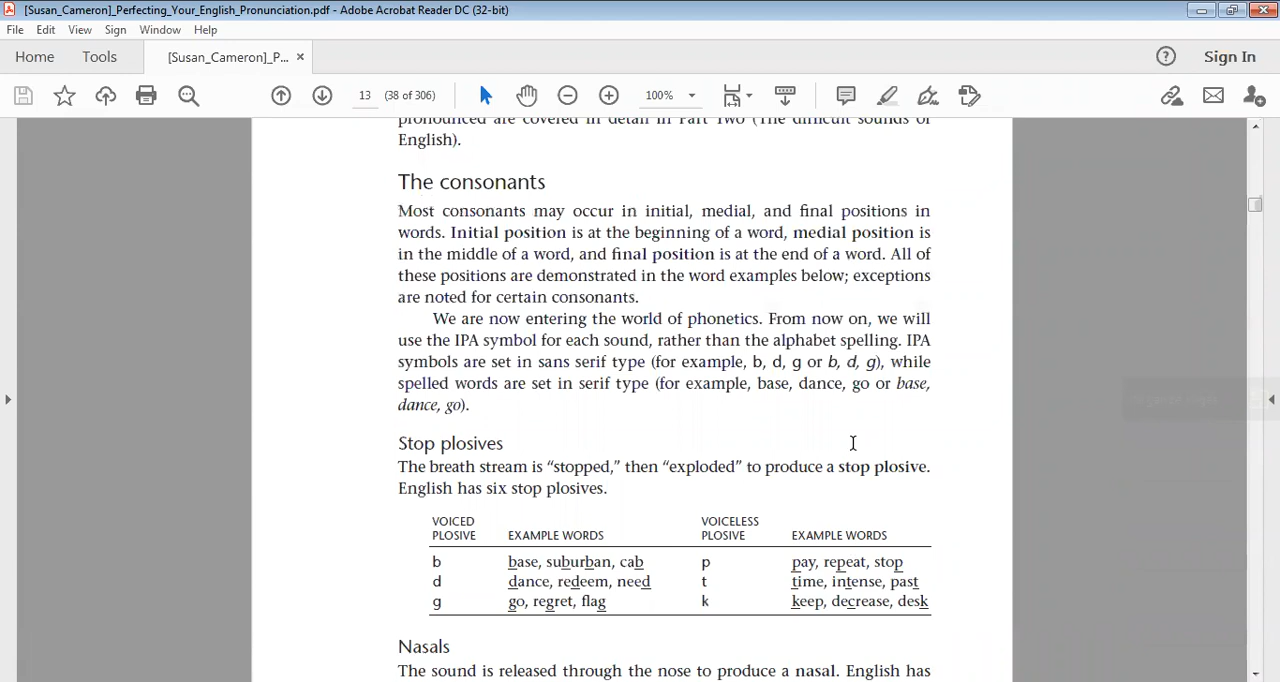 [Susan_Cameron]_Perfecting_Your_English_Pronunciation.pdf - Adobe Acrobat Reader DC (32-bit)
File Edit View Sign Window Help
Home Tools [Susan_Cameron]_P... × Sign In
13 (38 of 306) 100%
pronounced are covered in detail in Part Two (The difficult sounds of
English).
The consonants
Most consonants may occur in initial, medial, and final positions in
words. Initial position is at the beginning of a word, medial position is
in the middle of a word, and final position is at the end of a word. All of
these positions are demonstrated in the word examples below; exceptions
are noted for certain consonants.
We are now entering the world of phonetics. From now on, we will
use the IPA symbol for each sound, rather than the alphabet spelling. IPA
symbols are set in sans serif type (for example, b, d, g or b, d, g), while
spelled words are set in serif type (for example, base, dance, go or base,
dance, go).
Stop plosives
The breath stream is “stopped,” then “exploded” to produce a stop plosive.
English has six stop plosives.
VOICED VOICELESS
PLOSIVE EXAMPLE WORDS PLOSIVE EXAMPLE WORDS
b base, suburban, cab p pay, repeat, stop
d dance, redeem, need t time, intense, past
g go, regret, flag k keep, decrease, desk
Nasals
The sound is released through the nose to produce a nasal. English has